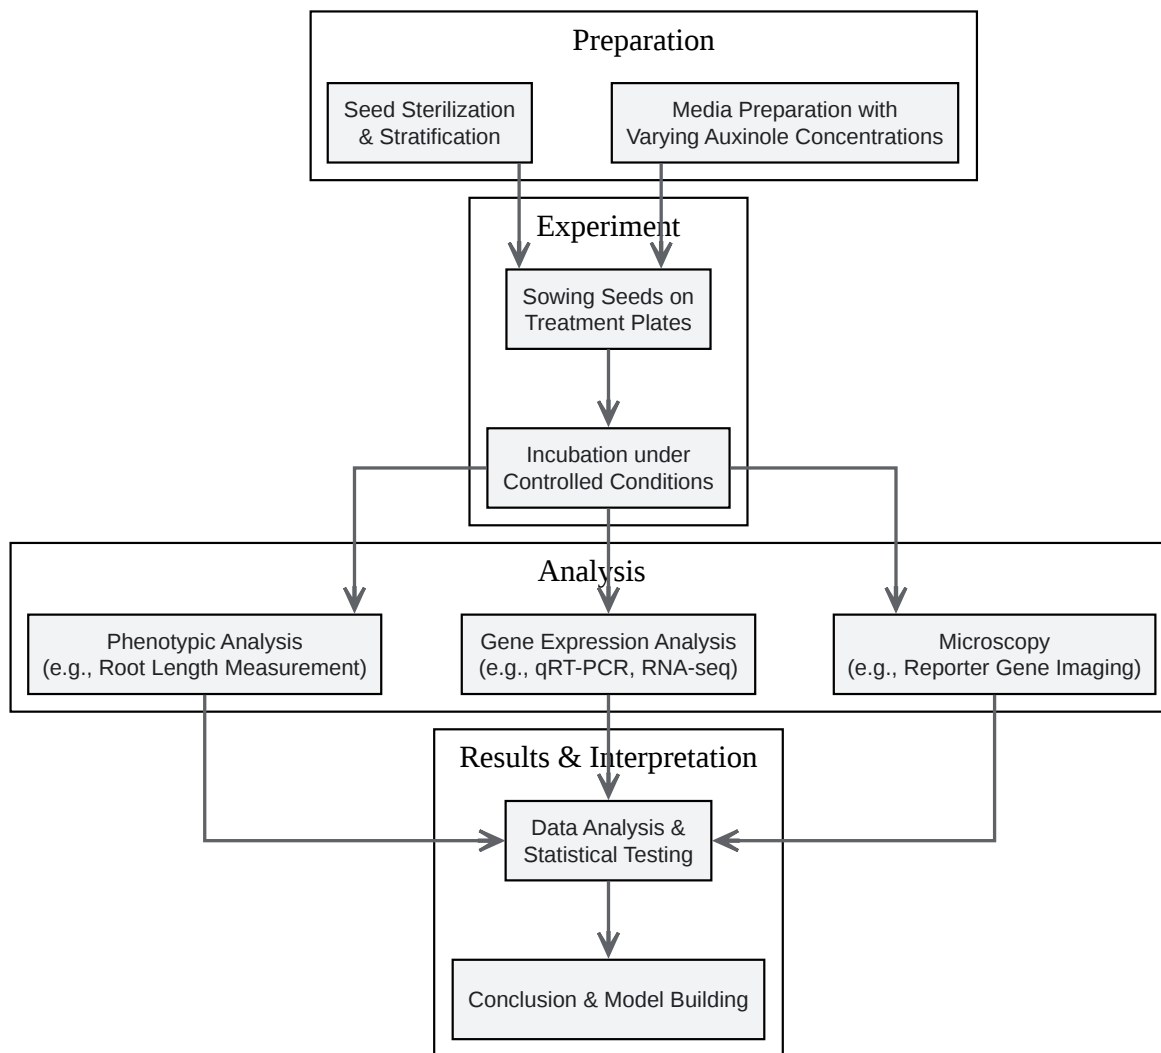 Preparation
Seed Sterilization
& Stratification
Media Preparation with
Varying Auxinole Concentrations
Experiment
Sowing Seeds on
Treatment Plates
Incubation under
Controlled Conditions
Analysis
Phenotypic Analysis
(e.g., Root Length Measurement)
Gene Expression Analysis
(e.g., qRT-PCR, RNA-seq)
Microscopy
(e.g., Reporter Gene Imaging)
Results & Interpretation
Data Analysis &
Statistical Testing
Conclusion & Model Building